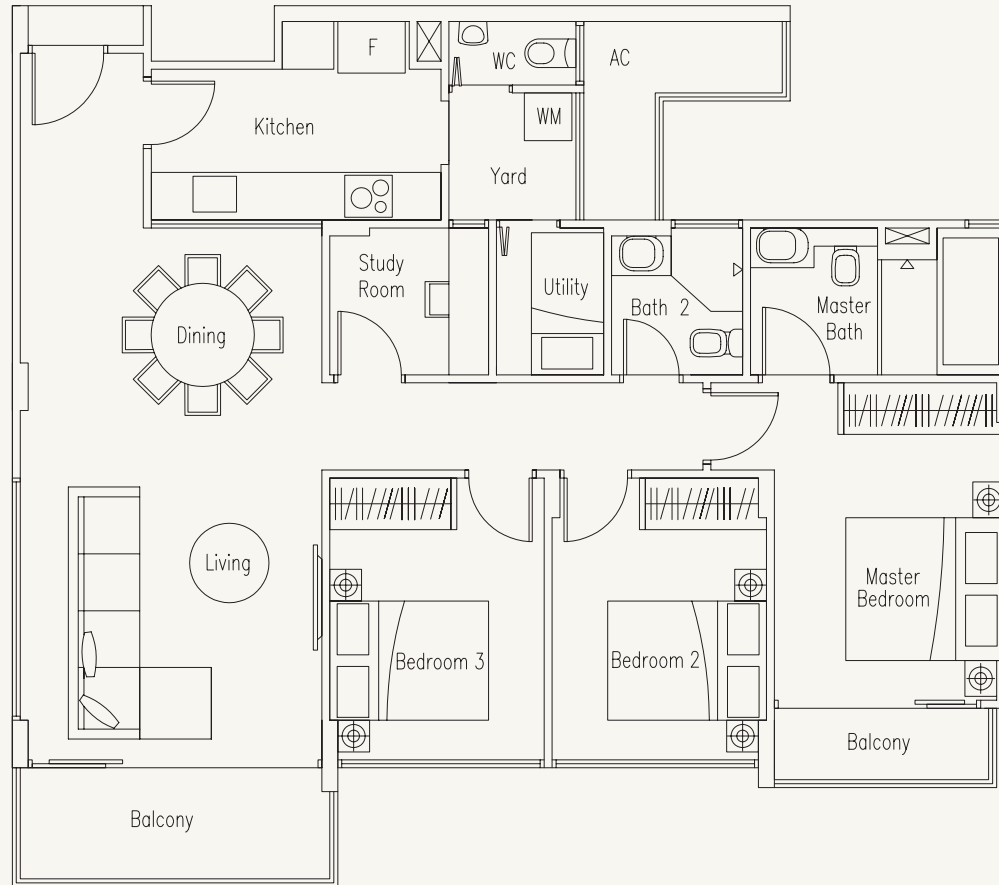 F
WC
AC
WM
Kitchen
Yard
Study
Room
Utility
Bath 2
Master
Bath
Dining
Living
Master
Bedroom
Bedroom 3
Bedroom 2
Balcony
Balcony